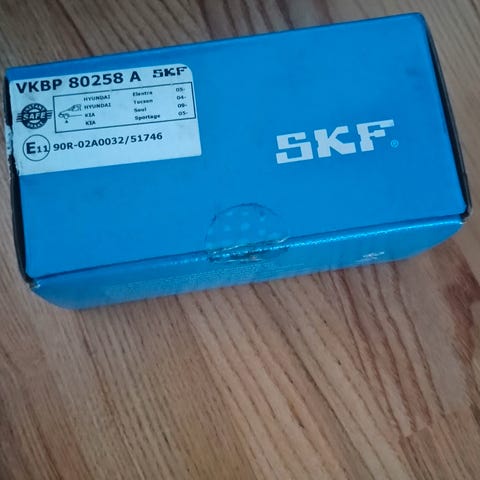 VKBP 80258 A SKF
HYUNDAI Elantra 05-
HYUNDAI Tucson 04-
KIA Soul 09-
KIA Sportage 05-
SAFE
E11 90R-02A0032/51746
SKF®